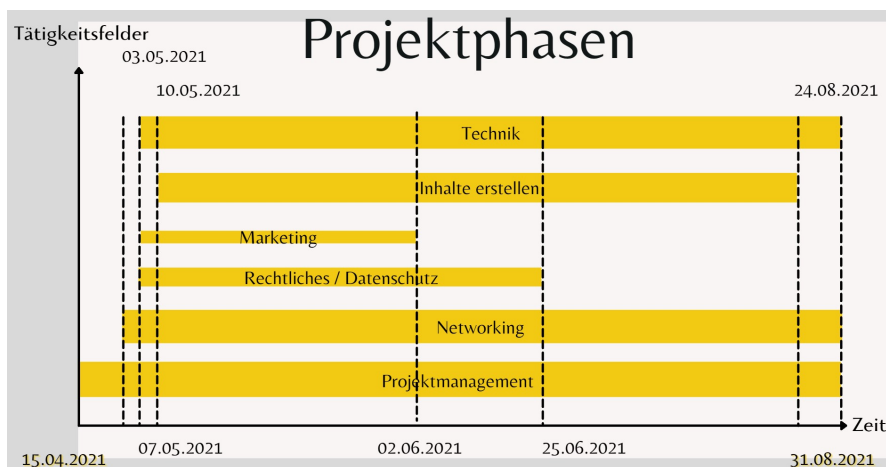 Projektphasen
Tätigkeitsfelder
03.05.2021
10.05.2021
24.08.2021
Technik
Inhalte erstellen
Marketing
Rechtliches / Datenschutz
Networking
Projektmanagement
Zeit
07.05.2021
02.06.2021
25.06.2021
15.04.2021
31.08.2021